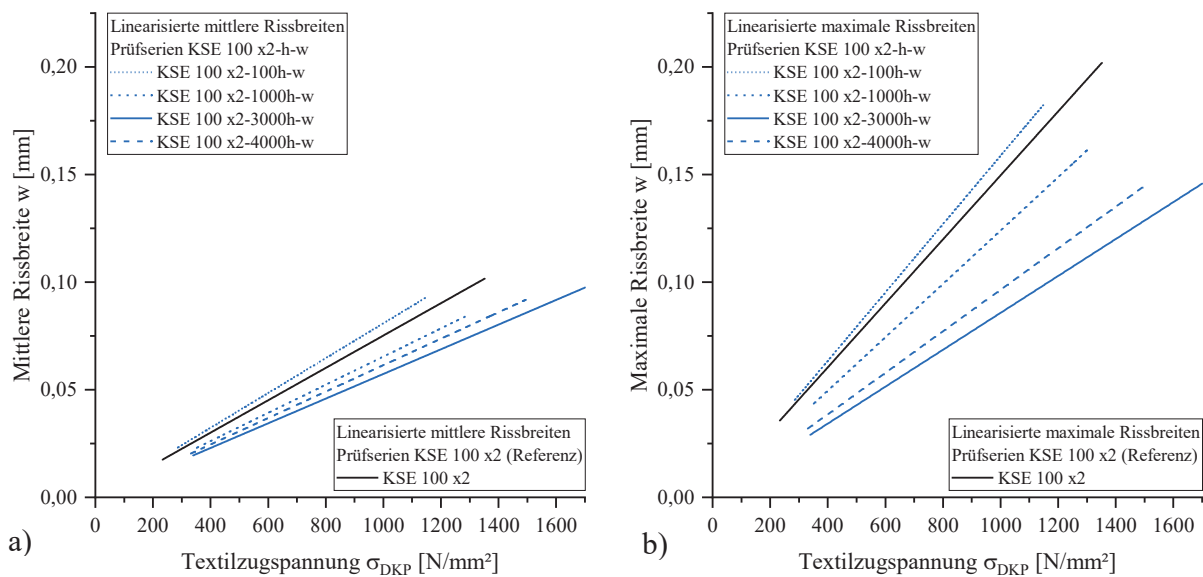 Linearisierte mittlere Rissbreiten
Prüfserien KSE 100 x2-h-w
KSE 100 x2-100h-w
KSE 100 x2-1000h-w
KSE 100 x2-3000h-w
KSE 100 x2-4000h-w
0,20
0,15
0,10
0,05
0,00
Mittlere Rissbreite w [mm]
Linearisierte mittlere Rissbreiten
Prüfserien KSE 100 x2 (Referenz)
KSE 100 x2
0 200 400 600 800 1000 1200 1400 1600
a)
Textilzugspannung σDKP [N/mm²]
Linearisierte maximale Rissbreiten
Prüfserien KSE 100 x2-h-w
KSE 100 x2-100h-w
KSE 100 x2-1000h-w
KSE 100 x2-3000h-w
KSE 100 x2-4000h-w
0,20
0,15
0,10
0,05
0,00
Maximale Rissbreite w [mm]
Linearisierte maximale Rissbreiten
Prüfserien KSE 100 x2 (Referenz)
KSE 100 x2
0 200 400 600 800 1000 1200 1400 1600
b)
Textilzugspannung σDKP [N/mm²]